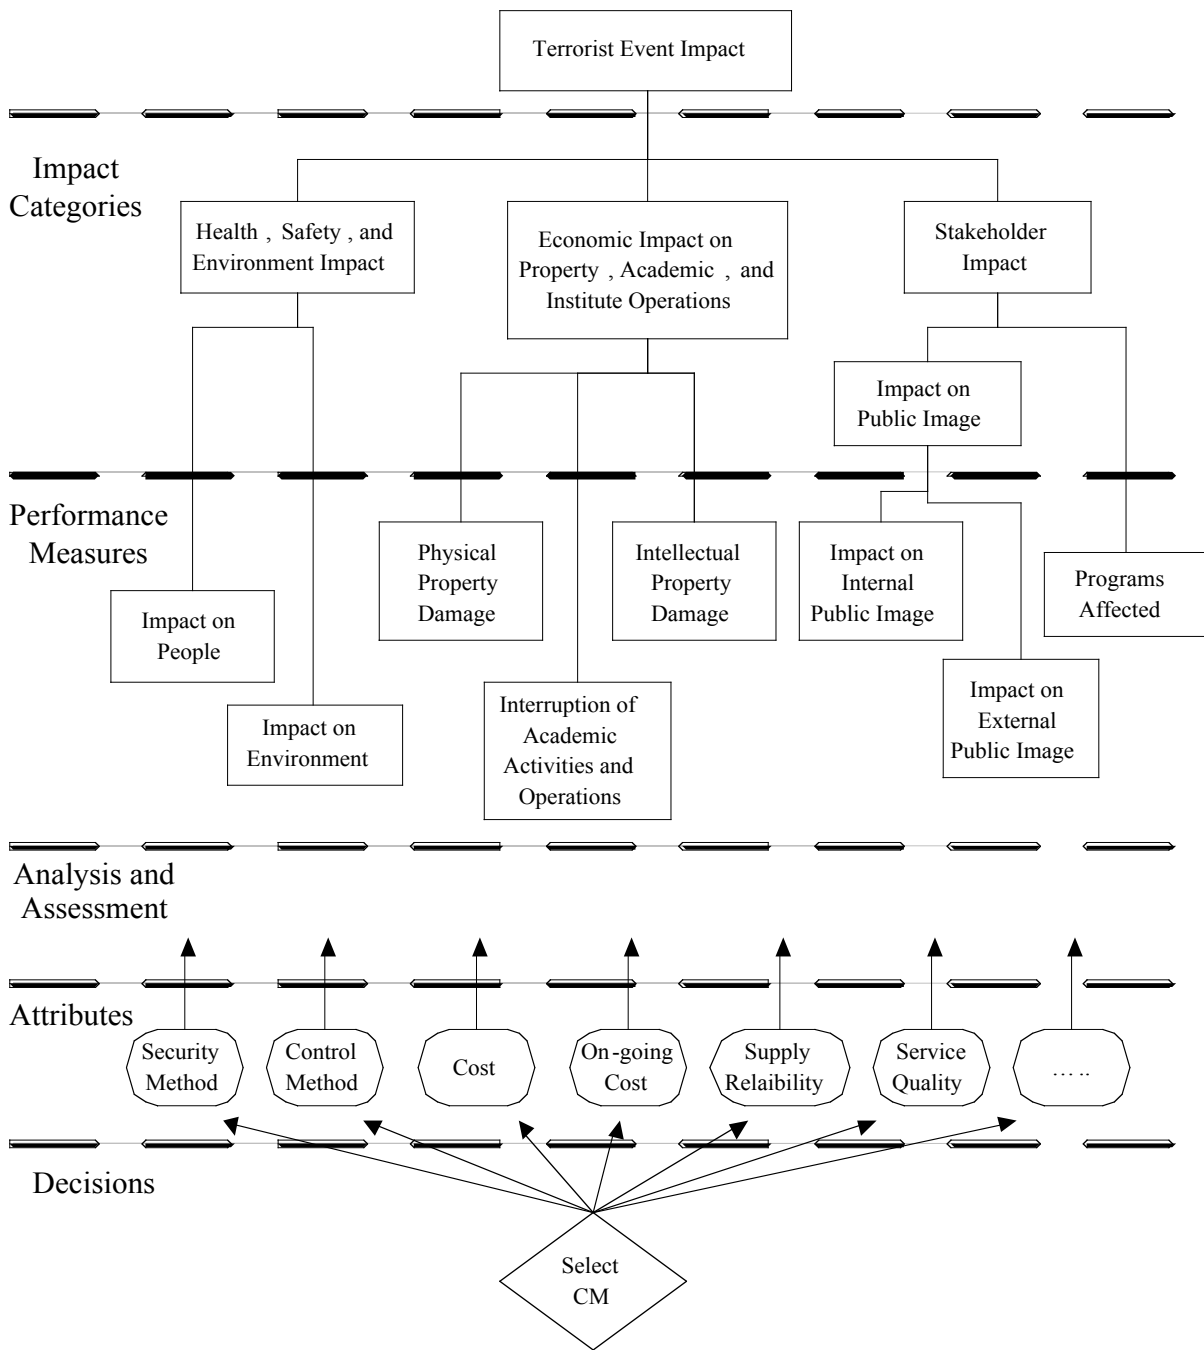 Terrorist Event Impact
Impact
Categories
Health , Safety , and
Environment Impact
Economic Impact on
Property , Academic , and
Institute Operations
Stakeholder
Impact
Impact on
Public Image
Performance
Measures
Physical
Property
Damage
Intellectual
Property
Damage
Impact on
Internal
Public Image
Programs
Affected
Impact on
People
Impact on
Environment
Interruption of
Academic
Activities and
Operations
Impact on
External
Public Image
Analysis and
Assessment
Attributes
Security
Method
Control
Method
Cost
On-going
Cost
Supply
Relaibility
Service
Quality
.... ..
Decisions
Select
CM